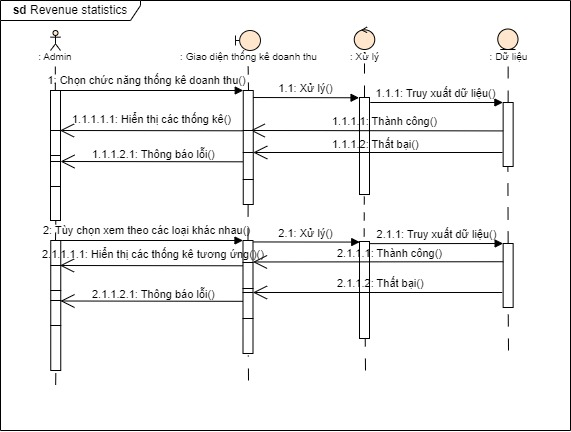 sd Revenue statistics
: Admin
: Giao diện thống kê doanh thu
: Xử lý
: Dữ liệu
1: Chọn chức năng thống kê doanh thu()
1.1: Xử lý()
1.1.1: Truy xuất dữ liệu()
1.1.1.1.1: Hiển thị các thống kê()
1.1.1.1: Thành công()
1.1.1.2: Thất bại()
1.1.1.2.1: Thông báo lỗi()
2: Tùy chọn xem theo các loại khác nhau()
2.1: Xử lý()
2.1.1: Truy xuất dữ liệu()
2.1.1.1.1: Hiển thị các thống kê tương ứng()()
2.1.1.1: Thành công()
2.1.1.2: Thất bại()
2.1.1.2.1: Thông báo lỗi()